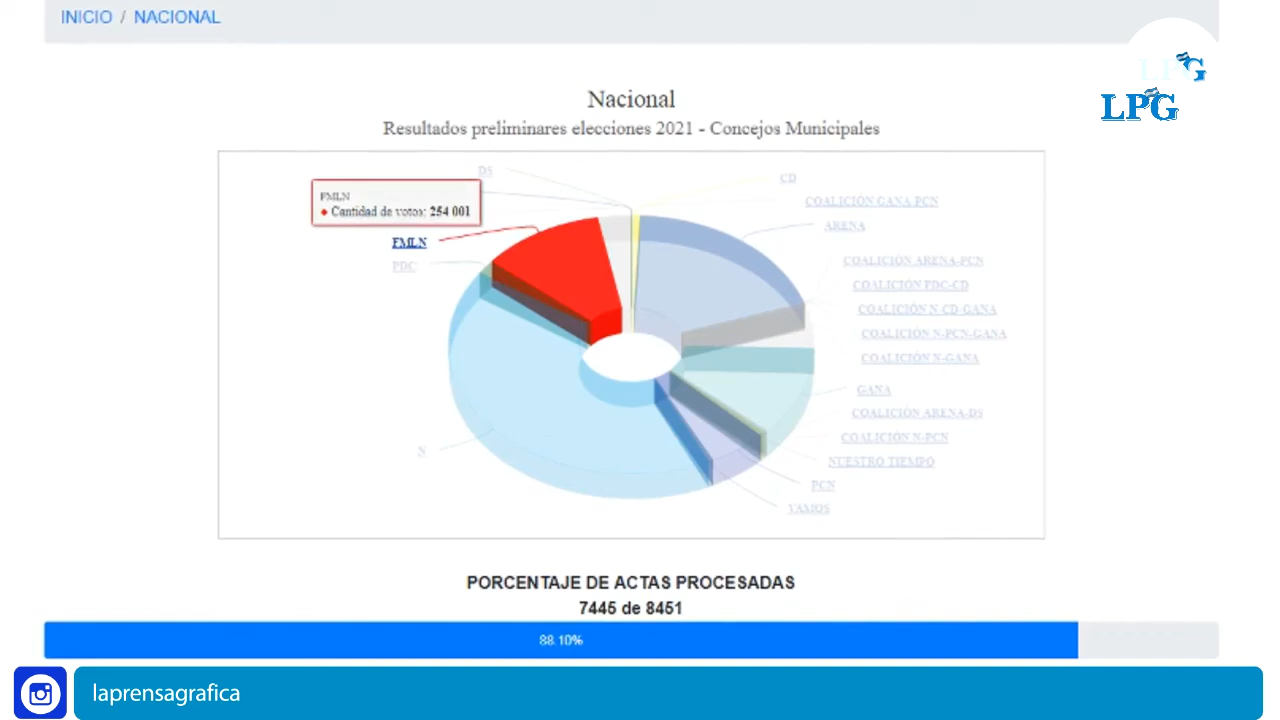 INICIO / NACIONAL
LPG
LPG
Nacional
Resultados preliminares elecciones 2021 - Concejos Municipales
DS
CD
FMLN
Cantidad de votos: 254 001
COALICIÓN GANA-PCN
ARENA
FMLN
PDC
COALICIÓN ARENA-PCN
COALICIÓN PDC-CD
COALICIÓN N-CD-GANA
COALICIÓN N-PCN-GANA
COALICIÓN N-GANA
GANA
COALICIÓN ARENA-DS
COALICIÓN N-PCN
N
NUESTRO TIEMPO
PCN
VAMOS
PORCENTAJE DE ACTAS PROCESADAS
7445 de 8451
88.10%
laprensagrafica